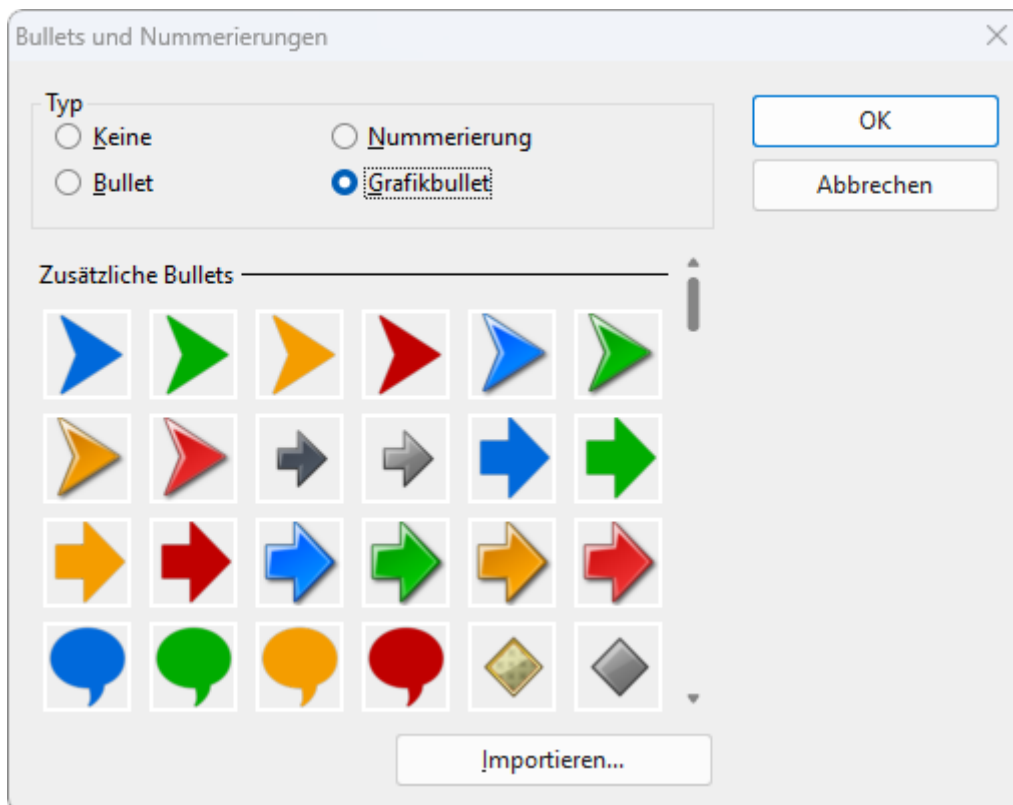 Bullets und Nummerierungen
Typ
Keine
Nummerierung
Bullet
Grafikbullet
OK
Abbrechen
Zusätzliche Bullets
Importieren...